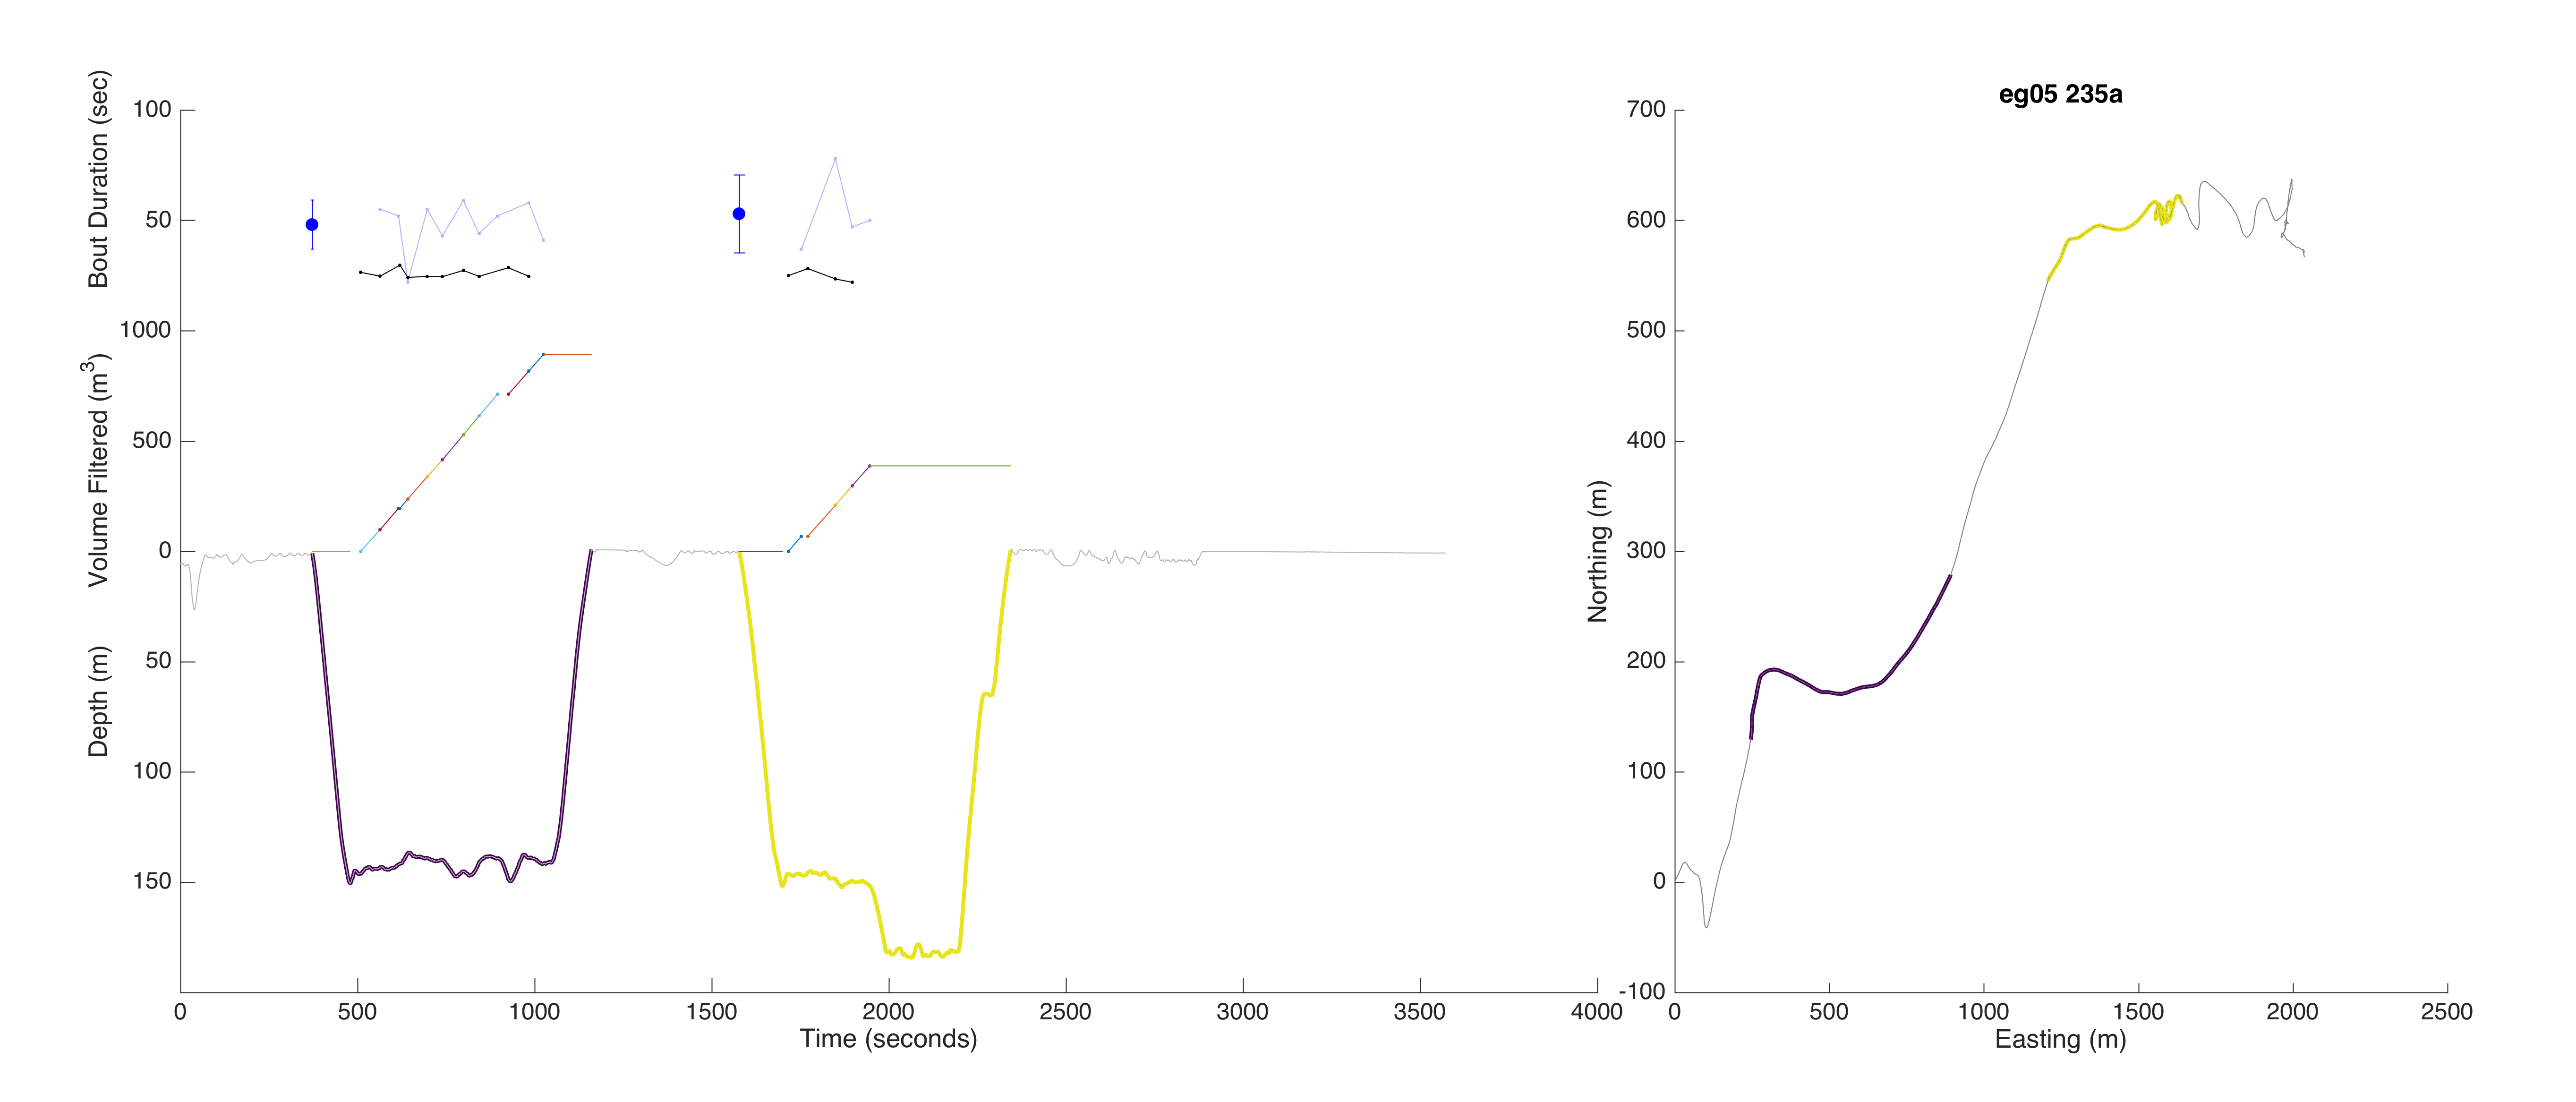 Bout Duration (sec)
100
50
Volume Filtered (m3)
1000
500
0
Depth (m)
50
100
150
0 500 1000 1500 2000 2500 3000 3500 4000
Time (seconds)
eg05 235a
Northing (m)
700
600
500
400
300
200
100
0
-100
0 500 1000 1500 2000 2500
Easting (m)